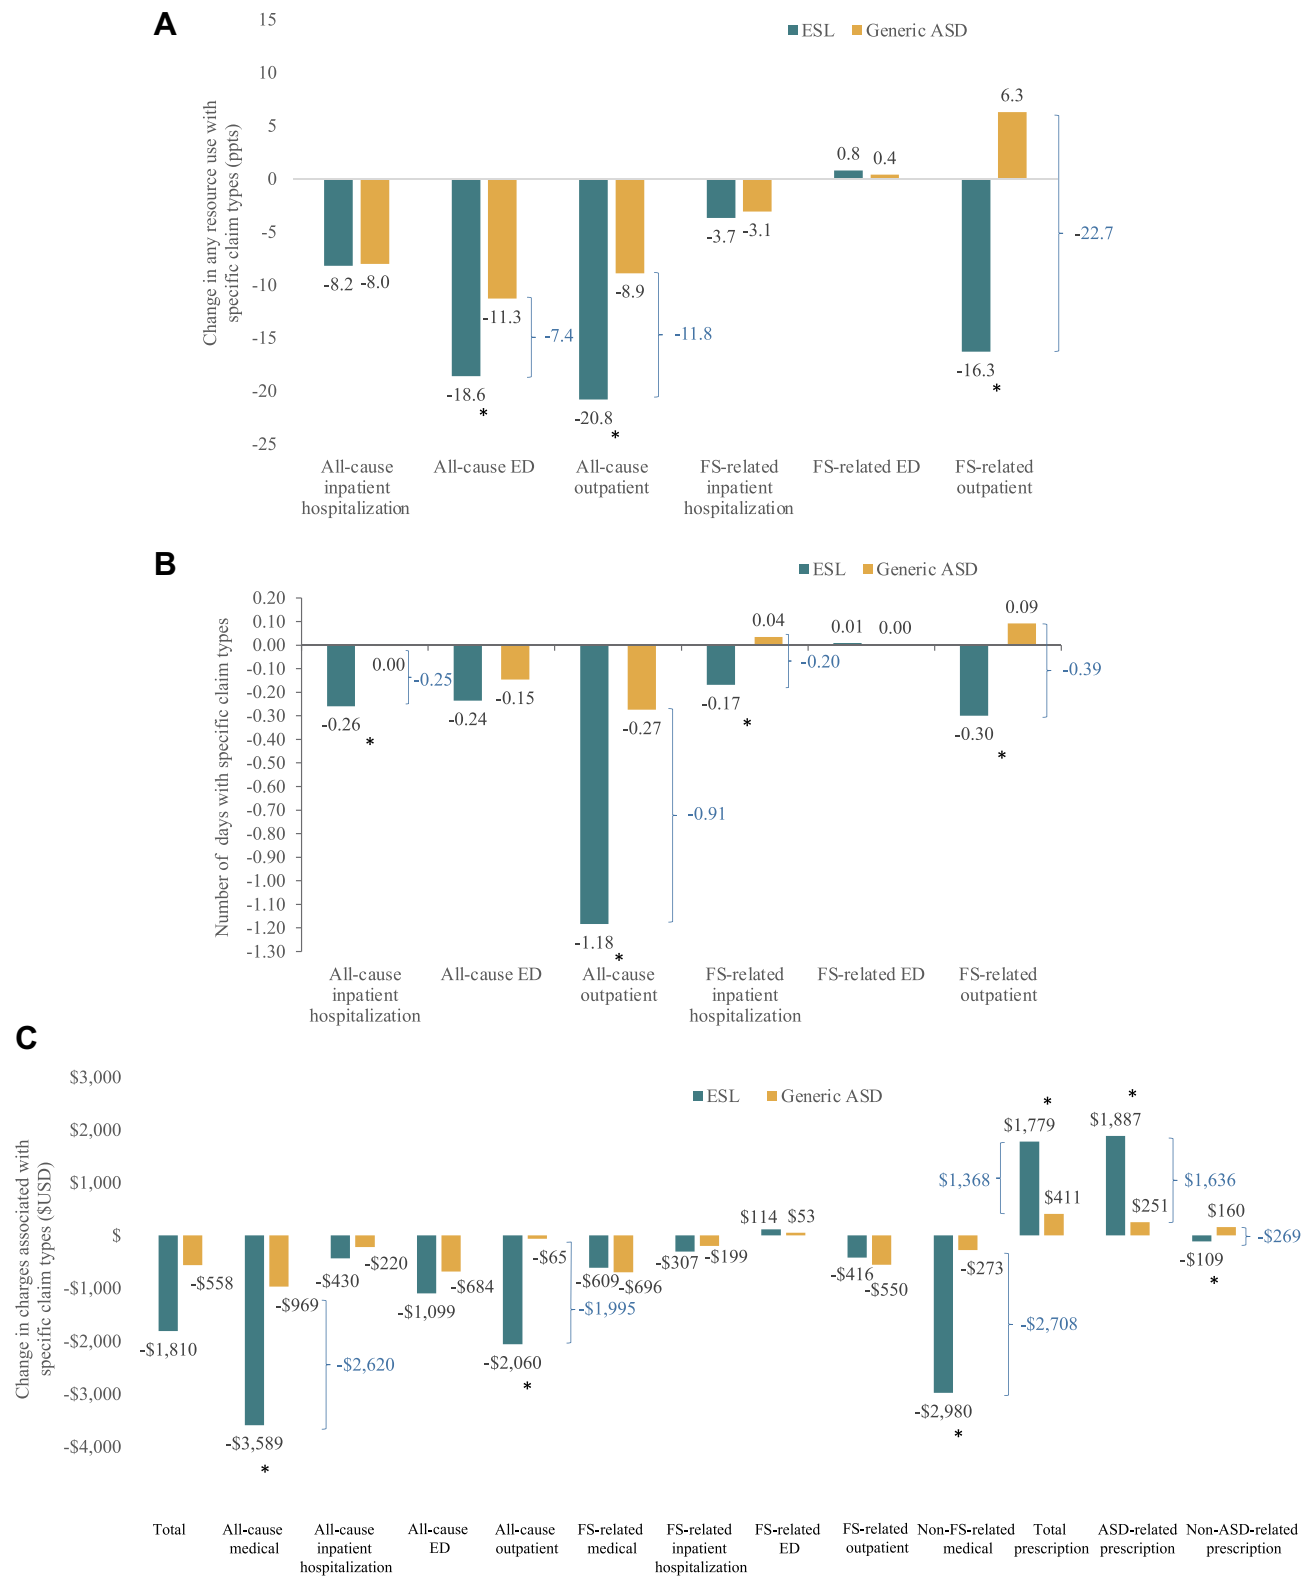 A
ESL Generic ASD
Change in any resource use with
specific claim types (ppts)
15
10
5
0
-5
-10
-15
-20
-25
-8.2
-8.0
-18.6
*
-11.3
-7.4
-20.8
*
-8.9
-11.8
-3.7
-3.1
0.8
0.4
-16.3
*
6.3
-22.7
All-cause
inpatient
hospitalization
All-cause ED
All-cause
outpatient
FS-related
inpatient
hospitalization
FS-related ED
FS-related
outpatient
B
ESL Generic ASD
Number of days with specific claim types
0.20
0.10
0.00
-0.10
-0.20
-0.30
-0.40
-0.50
-0.60
-0.70
-0.80
-0.90
-1.00
-1.10
-1.20
-1.30
-0.26
*
0.00
-0.25
-0.24
-0.15
-1.18
*
-0.27
-0.91
-0.17
*
0.04
-0.20
0.01
0.00
-0.30
*
0.09
-0.39
All-cause
inpatient
hospitalization
All-cause ED
All-cause
outpatient
FS-related
inpatient
hospitalization
FS-related ED
FS-related
outpatient
C
ESL Generic ASD
Change in charges associated with
specific claim types ($USD)
$3,000
$2,000
$1,000
$
-$1,000
-$2,000
-$3,000
-$4,000
-$1,810
-$558
-$3,589
*
-$969
-$2,620
-$430
-$220
-$1,099
-$684
-$2,060
*
-$65
-$1,995
-$609
-$696
-$307
-$199
$114
$53
-$416
-$550
-$2,980
*
-$273
-$2,708
*
$1,779
$411
$1,368
*
$1,887
$251
$1,636
-$109
*
$160
-$269
Total
All-cause
medical
All-cause
inpatient
hospitalization
All-cause
ED
All-cause
outpatient
FS-related
medical
FS-related
inpatient
hospitalization
FS-related
ED
FS-related
outpatient
Non-FS-related
medical
Total
prescription
ASD-related
prescription
Non-ASD-related
prescription